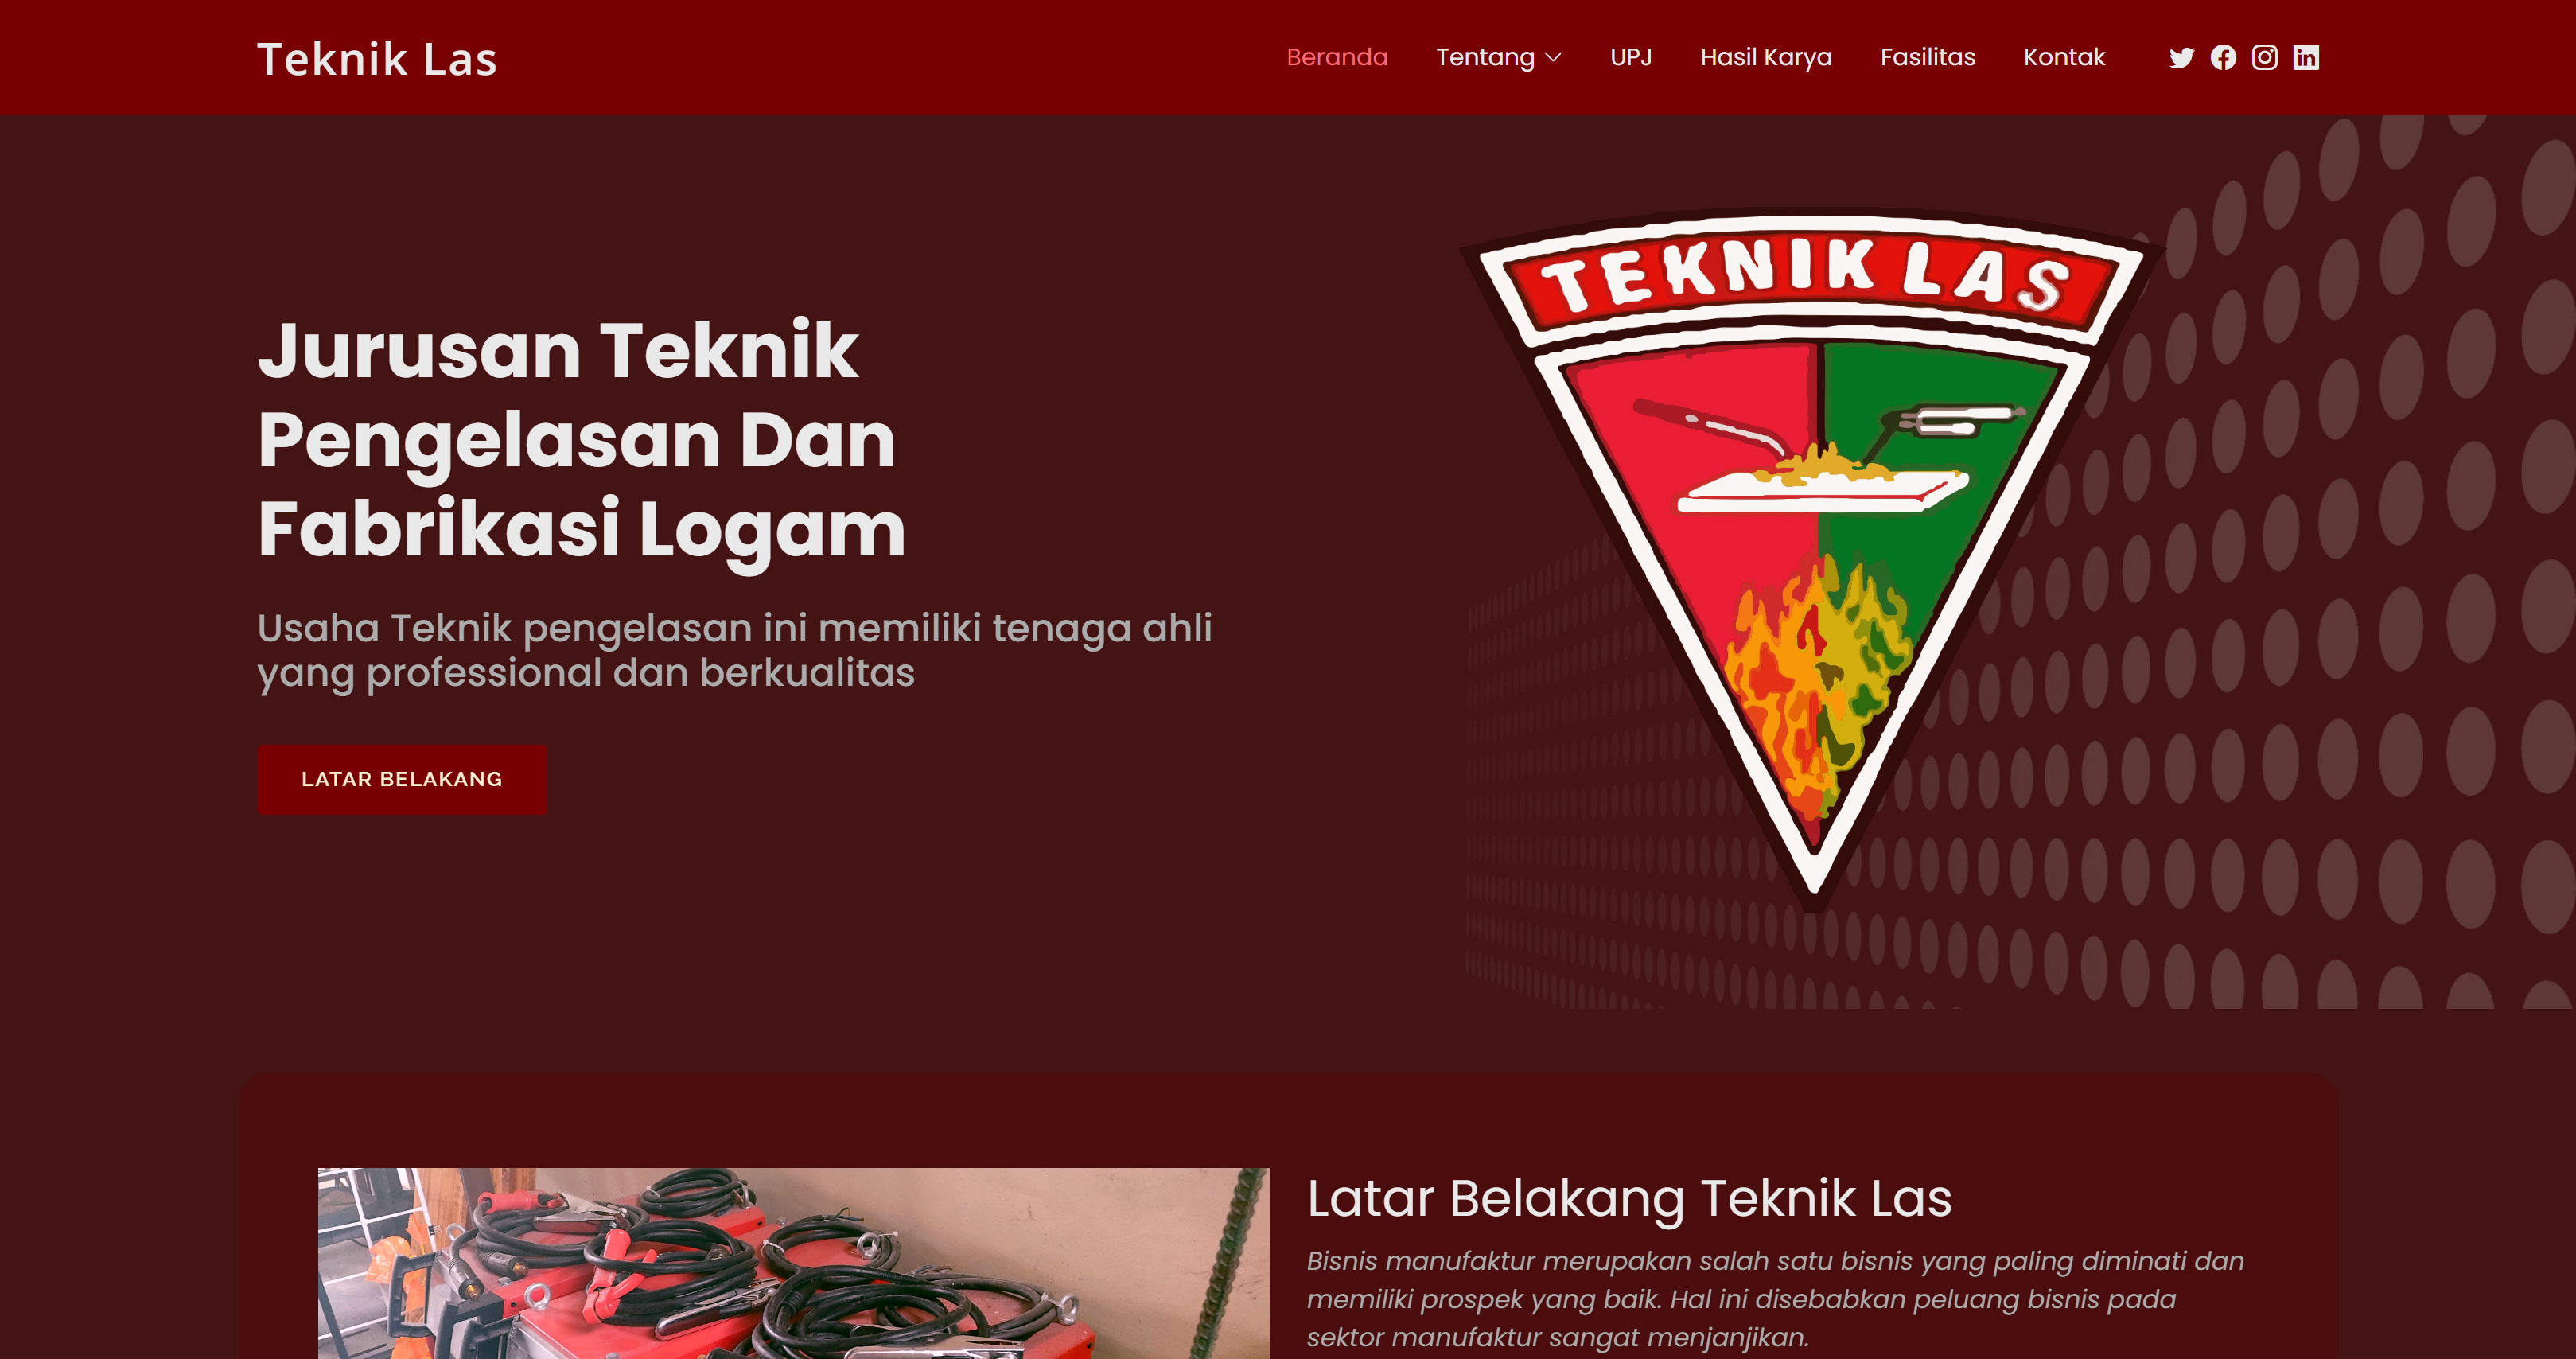 Teknik Las
Beranda Tentang UPJ Hasil Karya Fasilitas Kontak
TEKNIK LAS
Jurusan Teknik
Pengelasan Dan
Fabrikasi Logam
Usaha Teknik pengelasan ini memiliki tenaga ahli
yang professional dan berkualitas
LATAR BELAKANG
Latar Belakang Teknik Las
Bisnis manufaktur merupakan salah satu bisnis yang paling diminati dan
memiliki prospek yang baik. Hal ini disebabkan peluang bisnis pada
sektor manufaktur sangat menjanjikan.